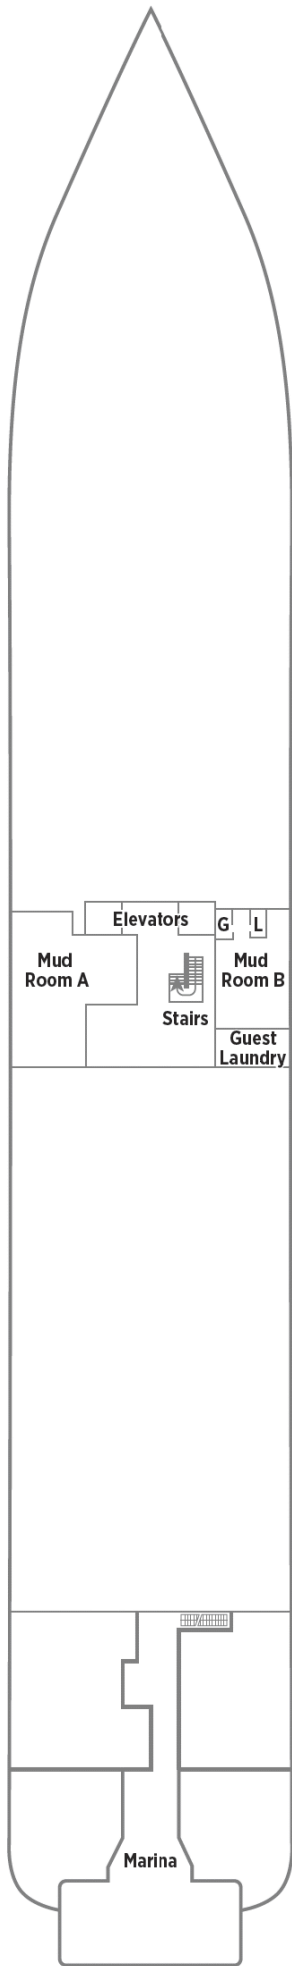 Elevators
G
L
Mud
Room A
Mud
Room B
Stairs
Guest
Laundry
Marina